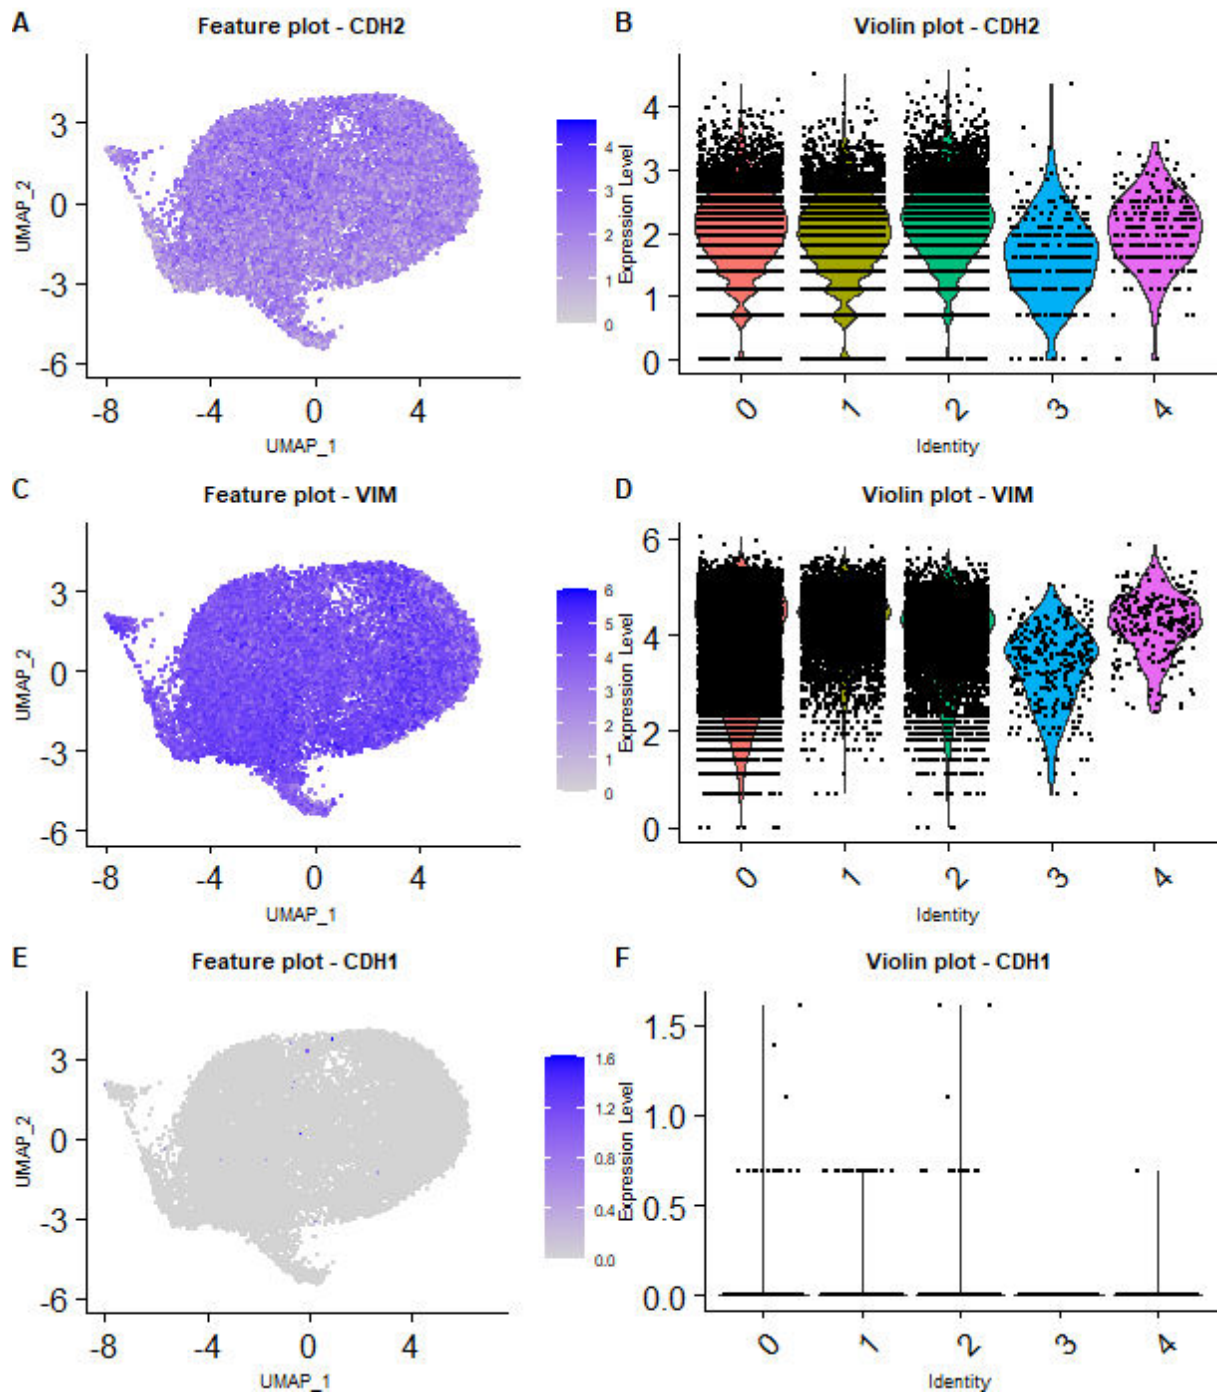 A
Feature plot - CDH2
B
Violin plot - CDH2
3
0
-3
-6
UMAP_2
-8
-4
0
4
UMAP_1
4
3
2
1
0
Expression Level
4
3
2
1
0
0
1
2
3
4
Identity
C
Feature plot - VIM
D
Violin plot - VIM
3
0
-3
-6
UMAP_2
-8
-4
0
4
UMAP_1
6
5
4
3
2
1
0
Expression Level
6
4
2
0
0
1
2
3
4
Identity
E
Feature plot - CDH1
F
Violin plot - CDH1
3
0
-3
-6
UMAP_2
-8
-4
0
4
UMAP_1
1.6
1.2
0.8
0.4
0.0
Expression Level
1.5
1.0
0.5
0.0
0
1
2
3
4
Identity